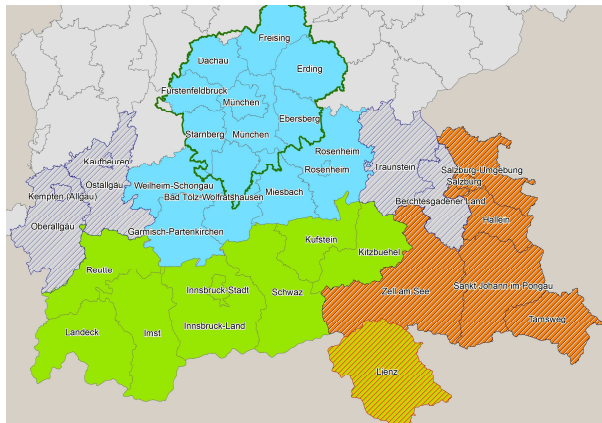 Freising
Dachau
Erding
Fürstenfeldbruck
München
Ebersberg
Starnberg
München
Rosenheim
Kaufbeuren
Traunstein
Rosenheim
Salzburg-Umgebung
Ostallgäu
Weilheim-Schongau
Salzburg
Kempten (Allgäu)
Bad Tölz-Wolfratshausen
Miesbach
Berchtesgadener Land
Hallein
Oberallgäu
Garmisch-Partenkirchen
Kufstein
Kitzbuehel
Reutte
Innsbruck-Stadt
Schwaz
Zell am See
Sankt Johann im Pongau
Landeck
Imst
Innsbruck-Land
Tamsweg
Lienz